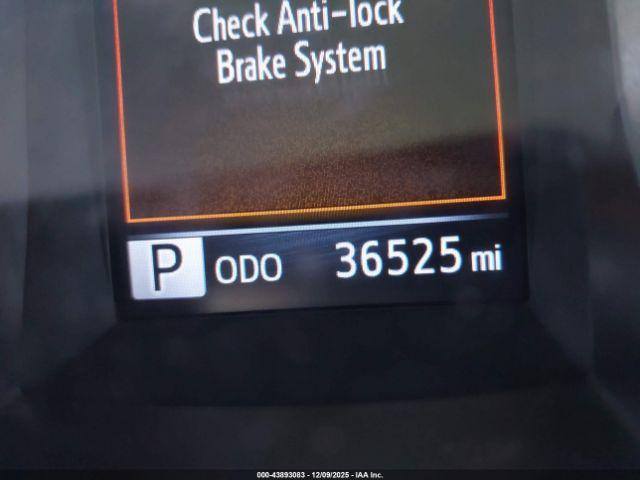 Check Anti-lock
Brake System
P ODO 36525 mi
000-43893083 - 12/09/2025 - IAA Inc.